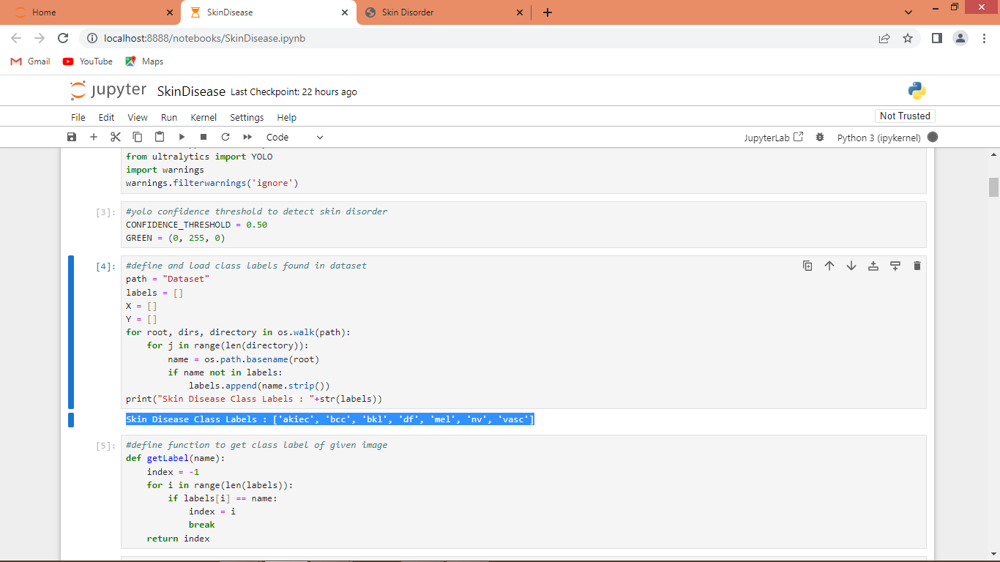 Home
SkinDisease
Skin Disorder
localhost:8888/notebooks/SkinDisease.ipynb
Gmail
YouTube
Maps
jupyter
SkinDisease Last Checkpoint: 22 hours ago
File Edit View Run Kernel Settings Help
Not Trusted
Code
JupyterLab
Python 3 (ipykernel)
from ultralytics import YOLO
import warnings
warnings.filterwarnings('ignore')
[3]:
#yolo confidence threshold to detect skin disorder
CONFIDENCE_THRESHOLD = 0.50
GREEN = (0, 255, 0)
[4]:
#define and load class labels found in dataset
path = "Dataset"
labels = []
X = []
Y = []
for root, dirs, directory in os.walk(path):
    for j in range(len(directory)):
        name = os.path.basename(root)
        if name not in labels:
            labels.append(name.strip())
print("Skin Disease Class Labels : "+str(labels))
Skin Disease Class Labels : ['akiec', 'bcc', 'bkl', 'df', 'mel', 'nv', 'vasc']
[5]:
#define function to get class label of given image
def getLabel(name):
    index = -1
    for i in range(len(labels)):
        if labels[i] == name:
            index = i
            break
    return index